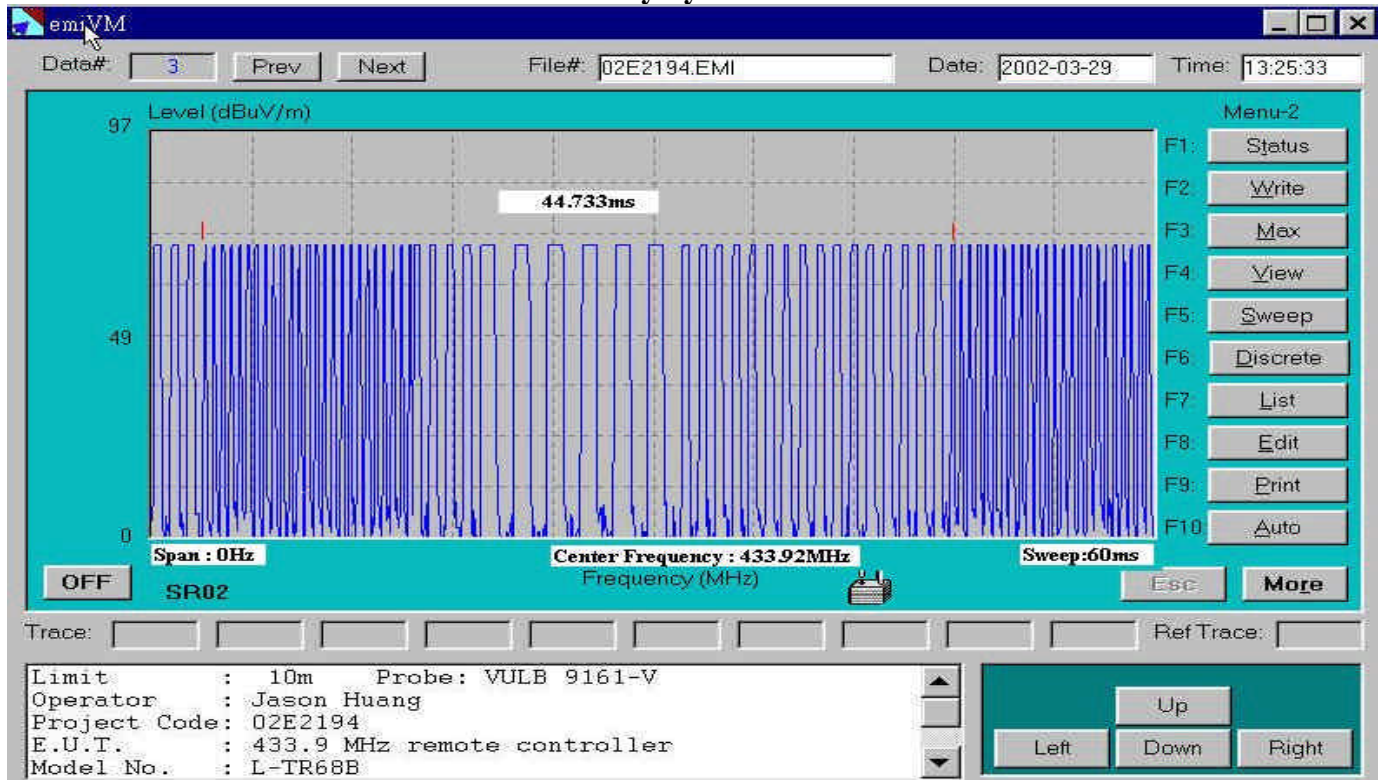 emiVM
Data#: 3 Prev Next File#: 02E2194.EMI Date: 2002-03-29 Time: 13:25:33
Level (dBuV/m) Menu-2
97
49
0
44.733ms
F1: Status
F2: Write
F3: Max
F4: View
F5: Sweep
F6: Discrete
F7: List
F8: Edit
F9: Print
F10 Auto
Span : 0Hz Center Frequency : 433.92MHz Sweep:60ms
Frequency (MHz)
OFF SR02 Esc More
Trace: Ref Trace:
Limit : 10m Probe: VULB 9161-V
Operator : Jason Huang
Project Code: 02E2194
E.U.T. : 433.9 MHz remote controller
Model No. : L-TR68B
Up
Left Down Right